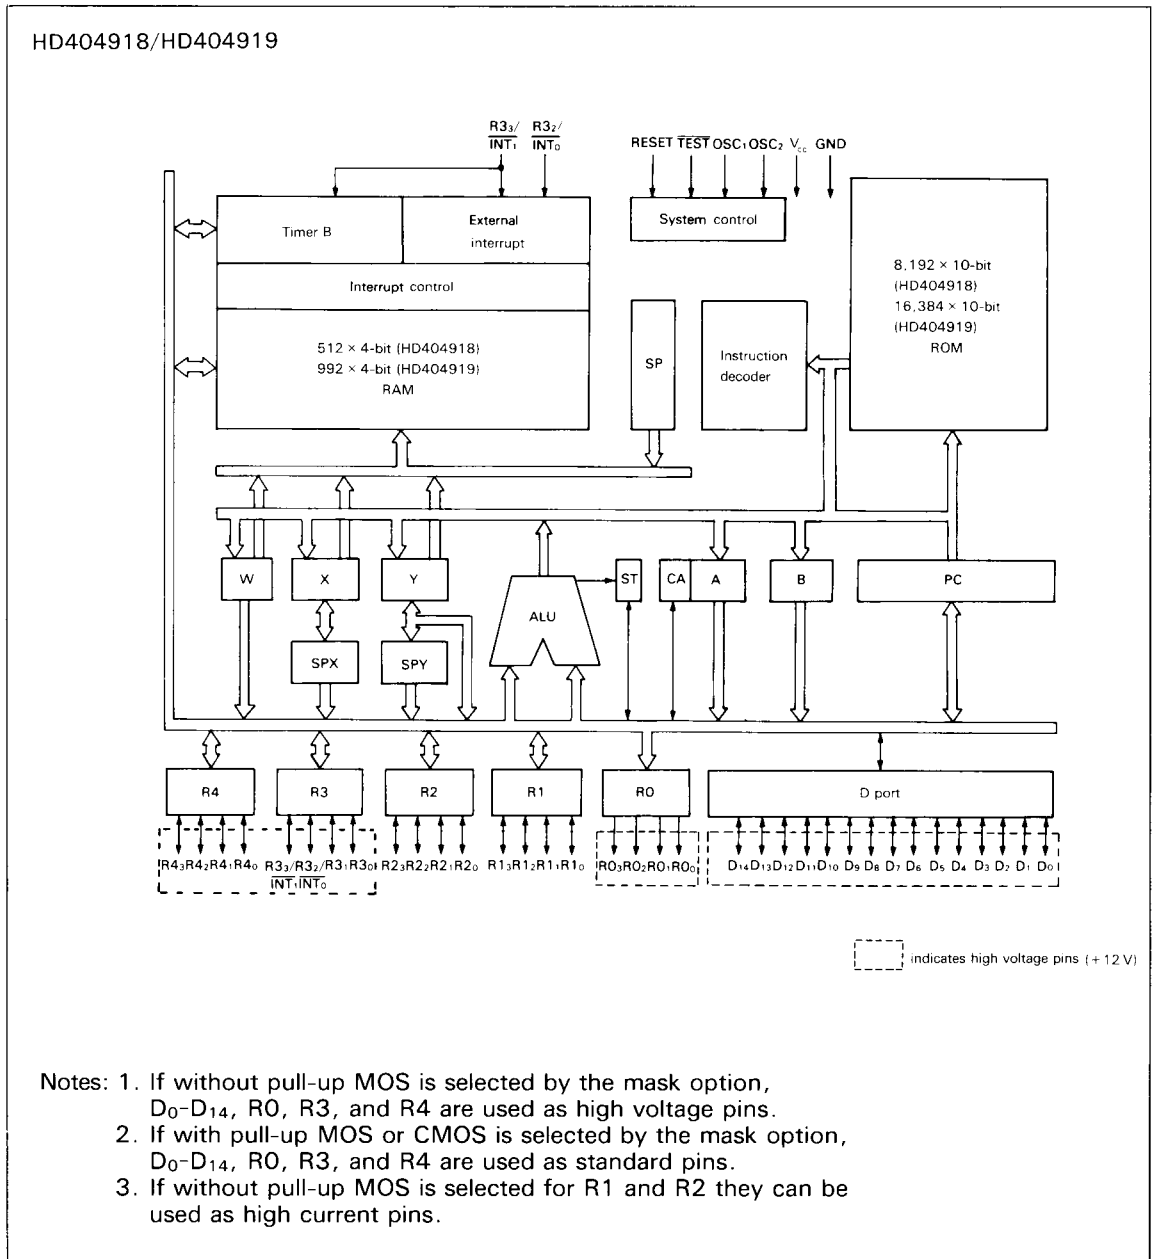 HD404918/HD404919
R3₃/ R3₂/
INT₁ INT₀
RESET TEST OSC₁ OSC₂ Vcc GND
Timer B
External
interrupt
System control
Interrupt control
8,192 × 10-bit
(HD404918)
16,384 × 10-bit
(HD404919)
ROM
512 × 4-bit (HD404918)
992 × 4-bit (HD404919)
RAM
SP
Instruction
decoder
W X Y ST CA A B PC
ALU
SPX SPY
R4 R3 R2 R1 R0 D port
R4₃R4₂R4₁R4₀ R3₃/R3₂/R3₁R3₀ R2₃R2₂R2₁R2₀ R1₃R1₂R1₁R1₀ R0₃R0₂R0₁R0₀ D₁₄D₁₃D₁₂D₁₁D₁₀ D₉ D₈ D₇ D₆ D₅ D₄ D₃ D₂ D₁ D₀
INT₁INT₀
indicates high voltage pins (+12 V)
Notes: 1. If without pull-up MOS is selected by the mask option,
D₀-D₁₄, R0, R3, and R4 are used as high voltage pins.
2. If with pull-up MOS or CMOS is selected by the mask option,
D₀-D₁₄, R0, R3, and R4 are used as standard pins.
3. If without pull-up MOS is selected for R1 and R2 they can be
used as high current pins.